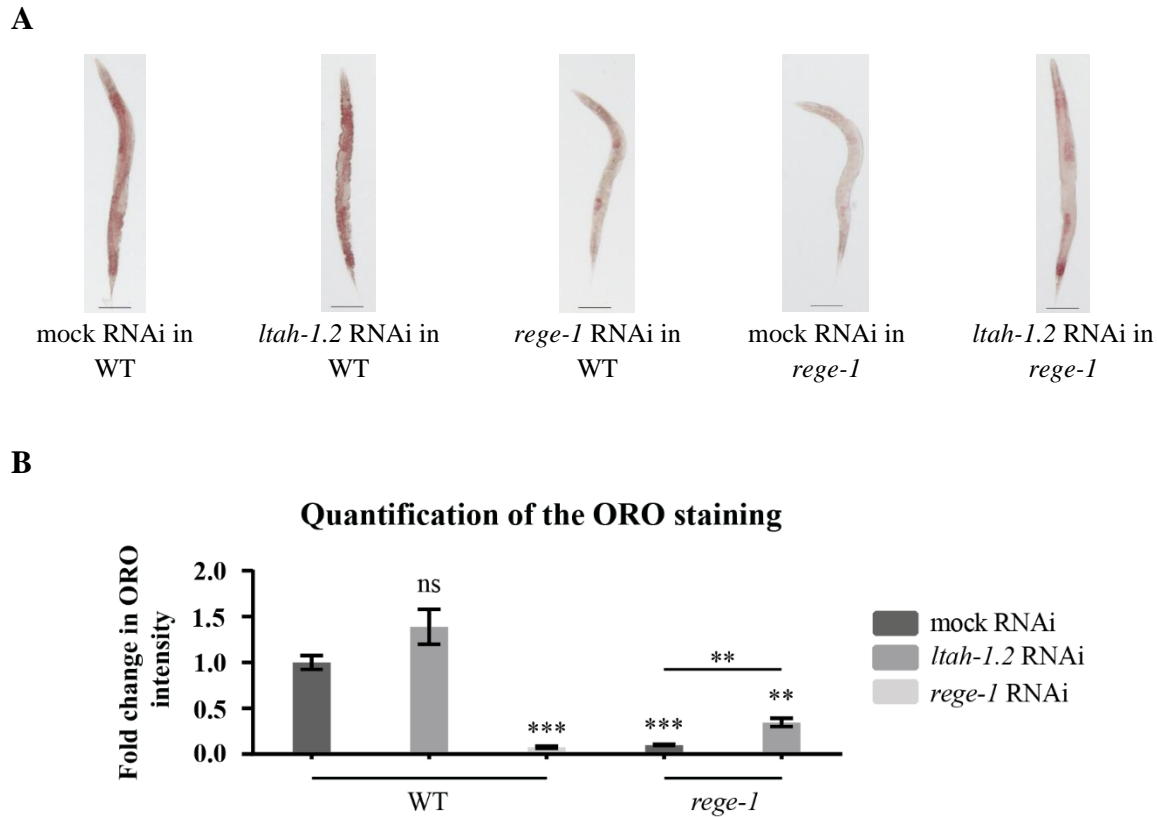 A
mock RNAi in WT
ltah-1.2 RNAi in WT
rege-1 RNAi in WT
mock RNAi in rege-1
ltah-1.2 RNAi in rege-1
B
Quantification of the ORO staining
Fold change in ORO
intensity
2.0
1.5
1.0
0.5
0.0
ns
***
***
**
**
WT
rege-1
mock RNAi
ltah-1.2 RNAi
rege-1 RNAi